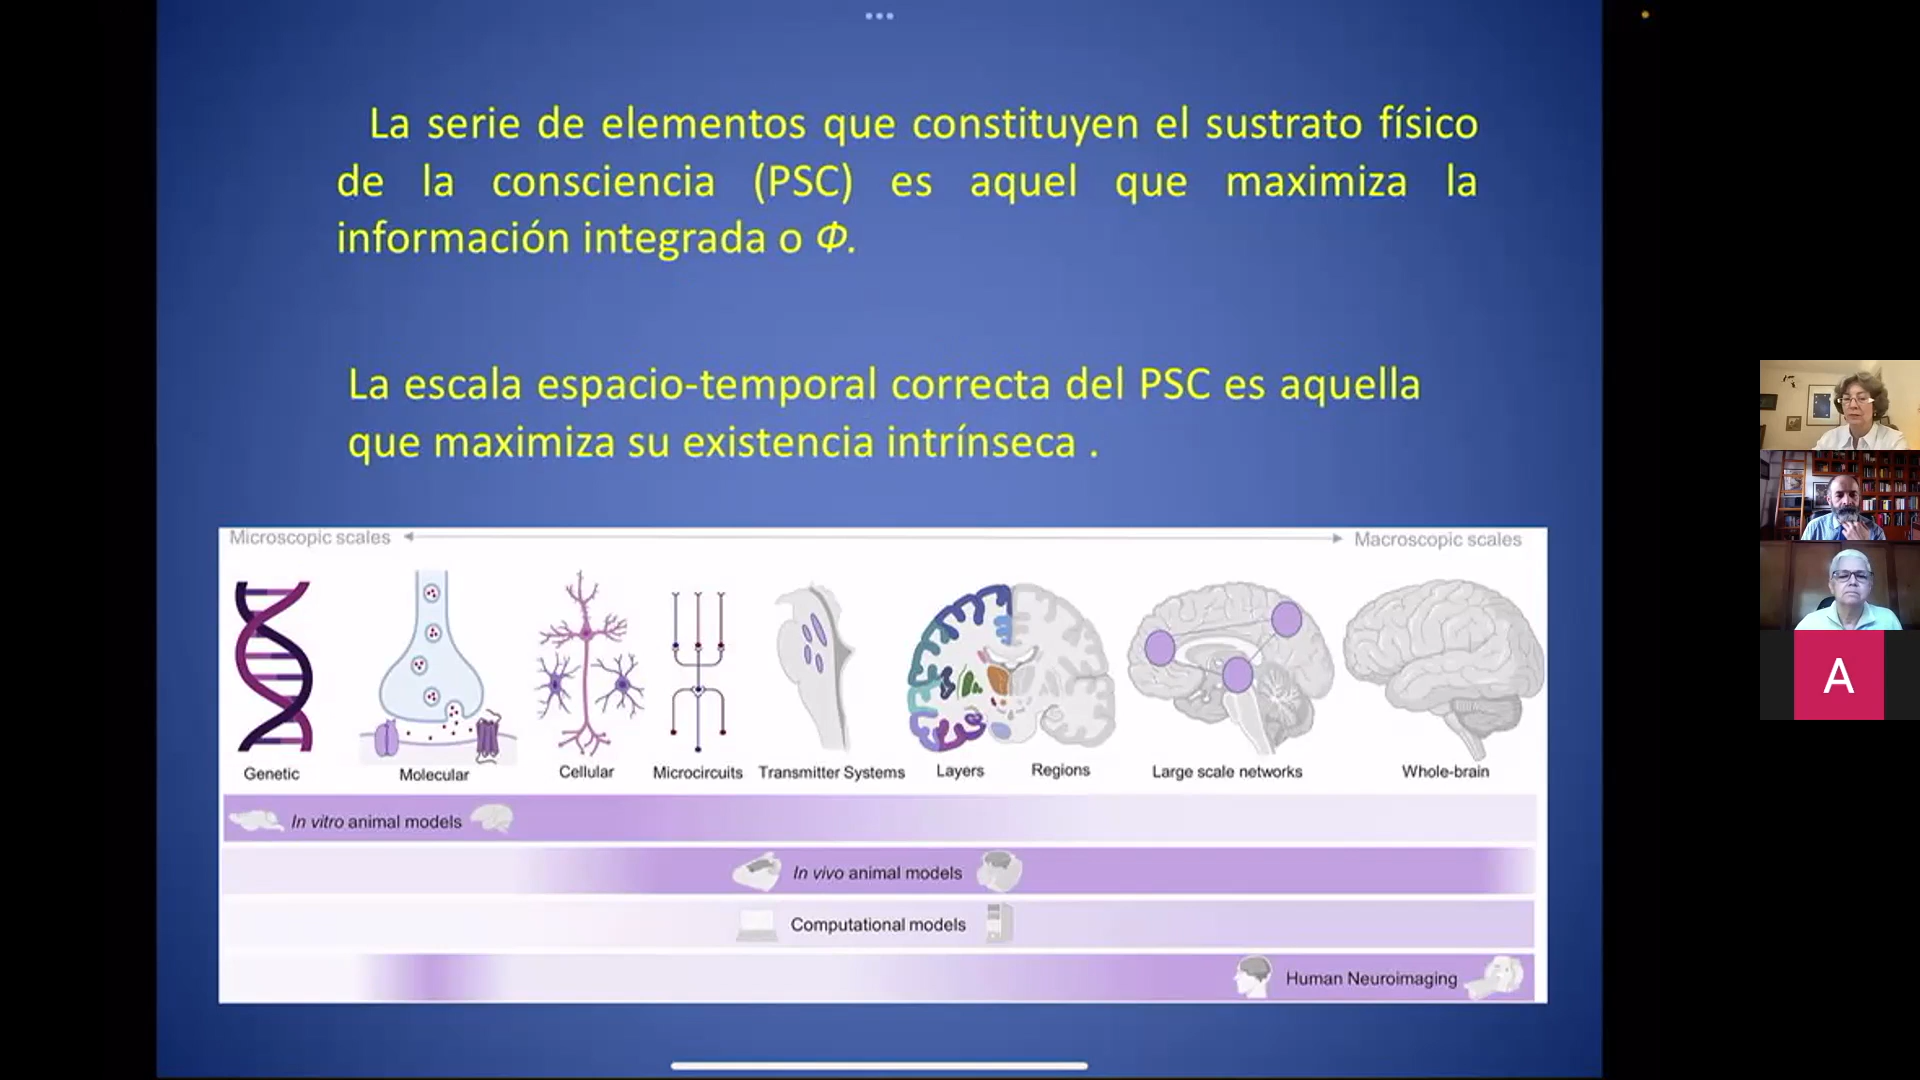 La serie de elementos que constituyen el sustrato físico
de la consciencia (PSC) es aquel que maximiza la
información integrada o Φ.
La escala espacio-temporal correcta del PSC es aquella
que maximiza su existencia intrínseca .
Microscopic scales
Macroscopic scales
Genetic
Molecular
Cellular
Microcircuits
Transmitter Systems
Layers
Regions
Large scale networks
Whole-brain
In vitro animal models
In vivo animal models
Computational models
Human Neuroimaging
A